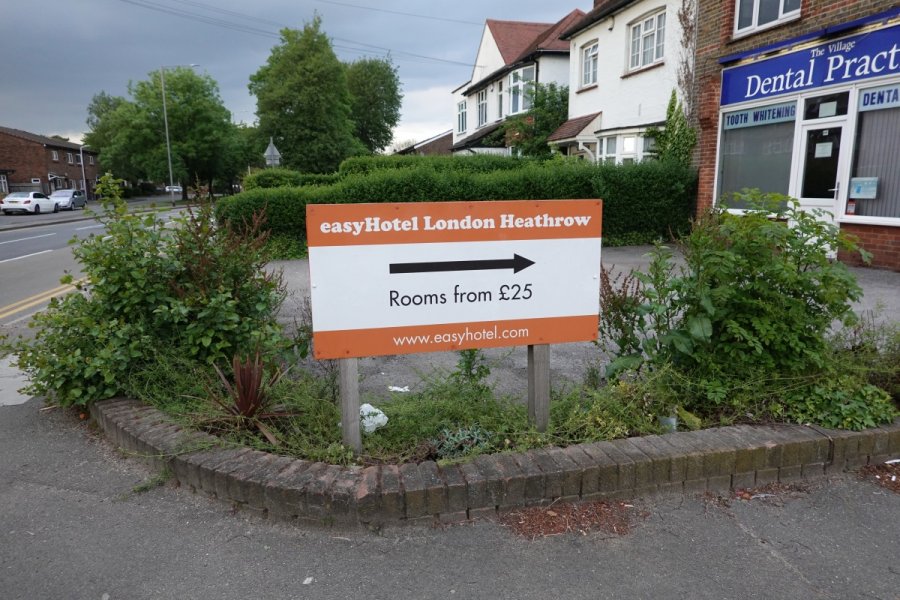 easyHotel London Heathrow
Rooms from £25
www.easyhotel.com
The Village
Dental Pract
TOOTH WHITENING
DENTA